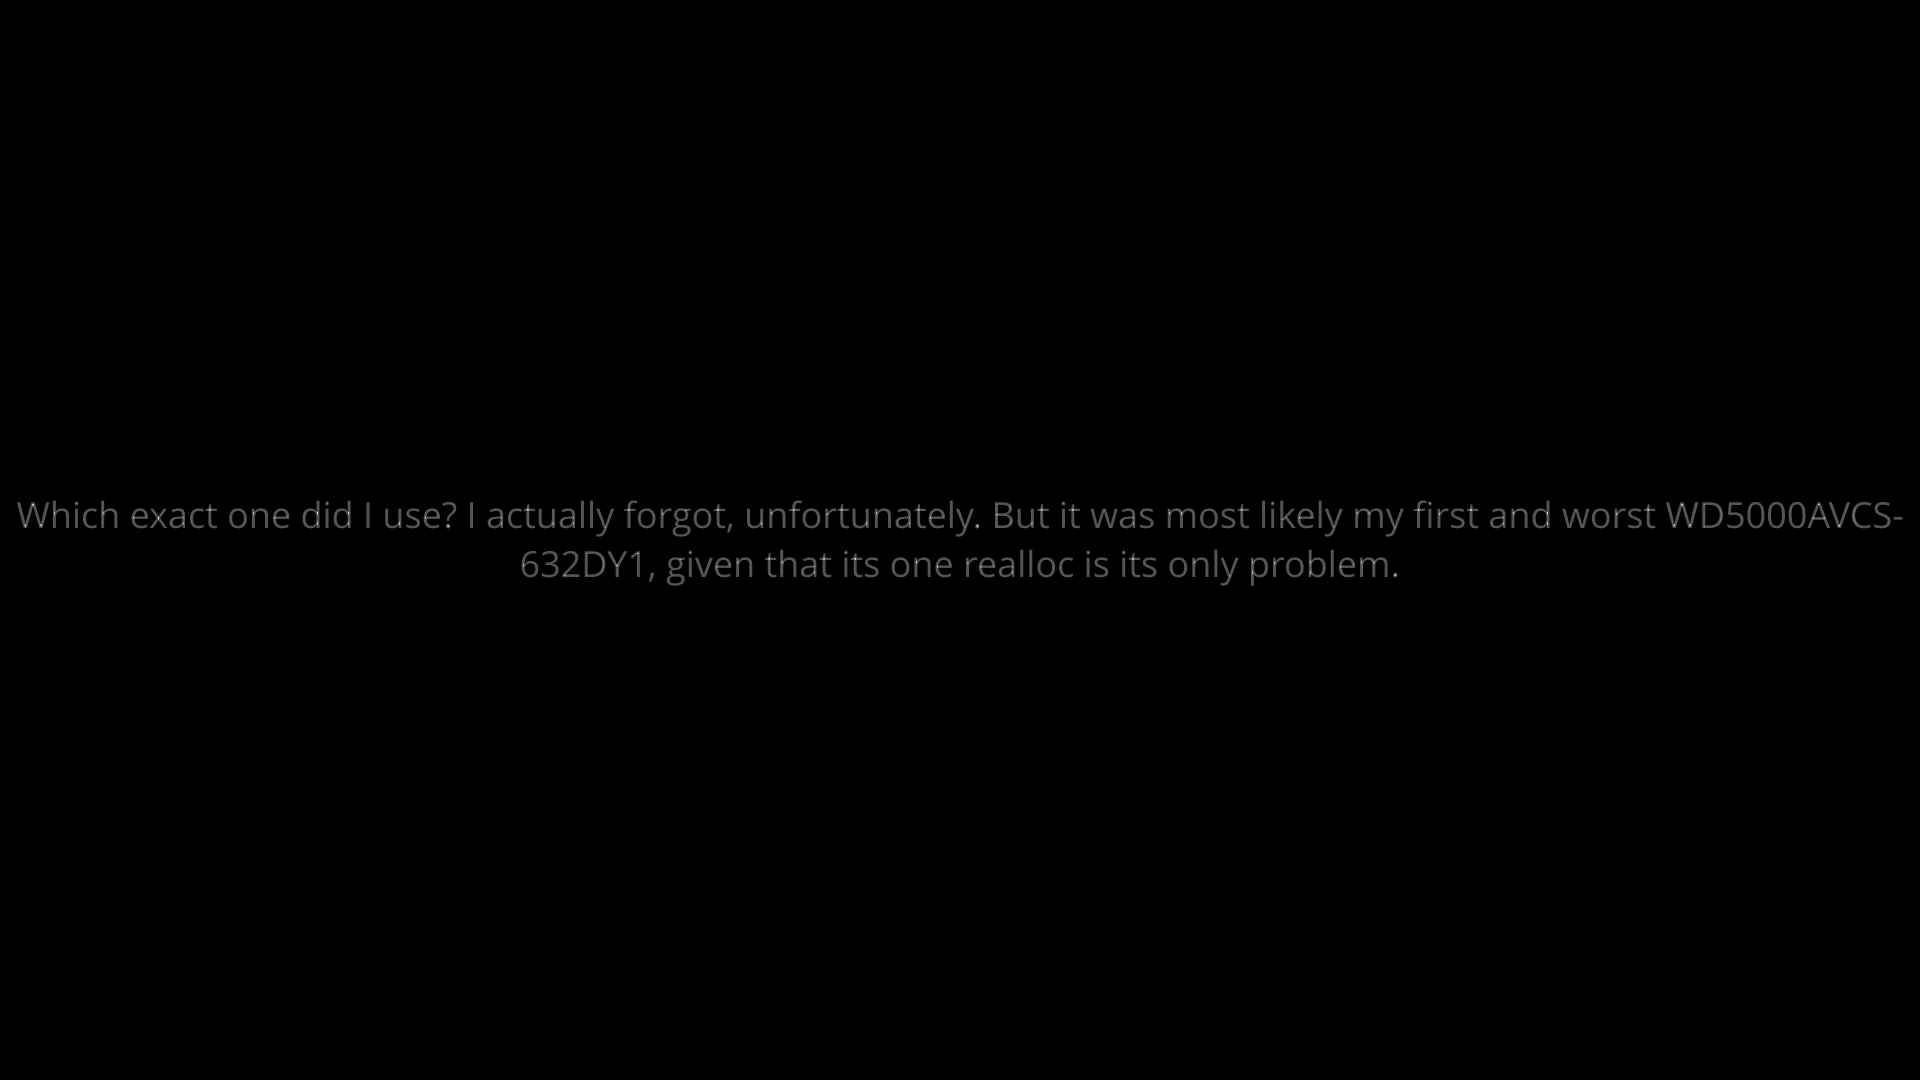 Which exact one did I use? I actually forgot, unfortunately. But it was most likely my first and worst WD5000AVCS-
632DY1, given that its one realloc is its only problem.